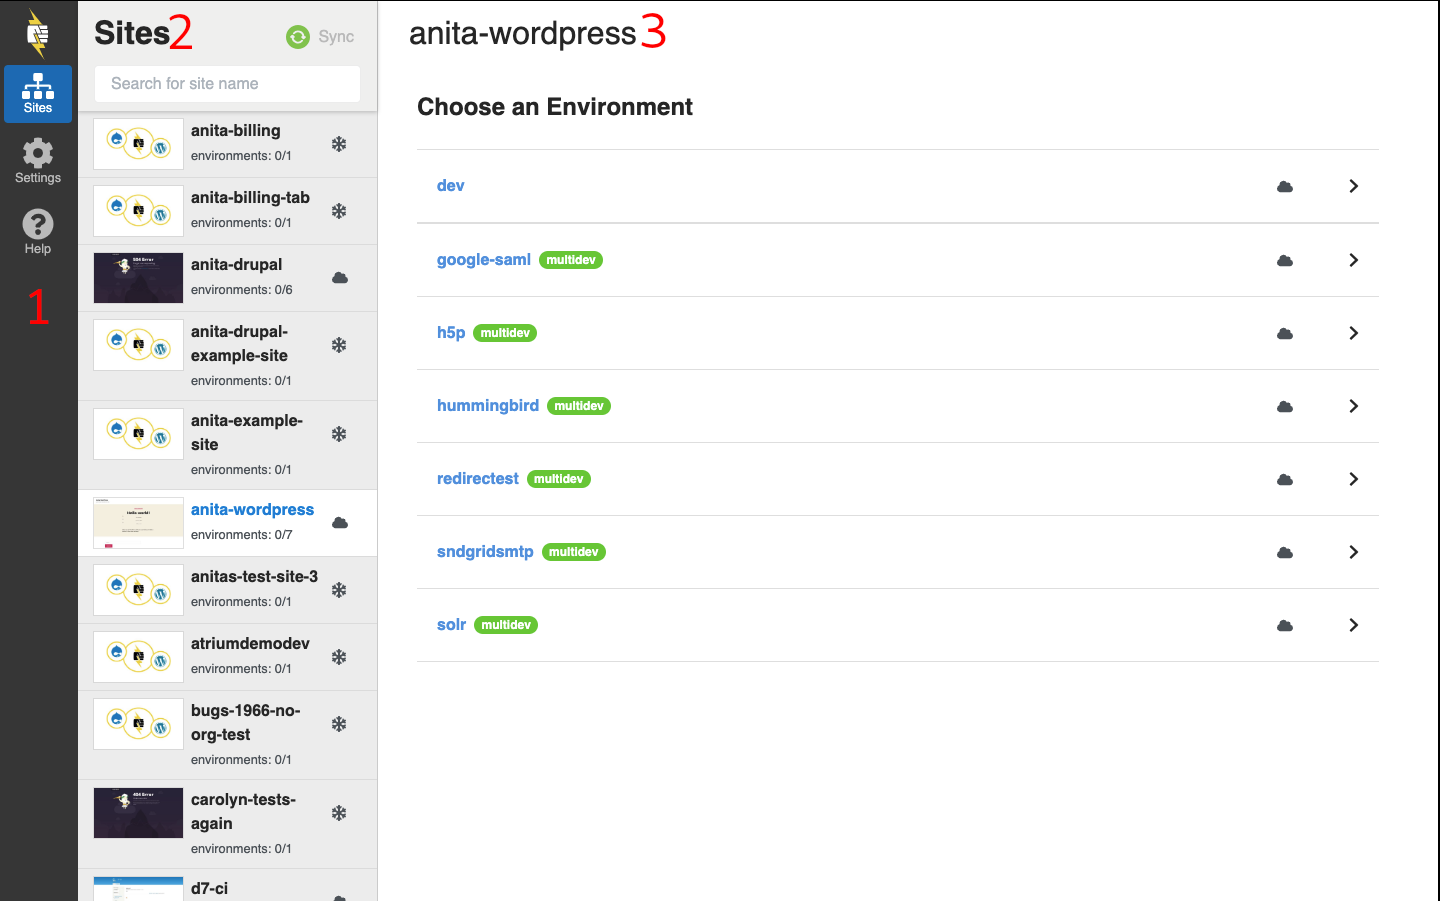 Sites
Settings
Help
1
Sites2
Sync
Search for site name
anita-billing
environments: 0/1
anita-billing-tab
environments: 0/1
anita-drupal
environments: 0/6
anita-drupal-
example-site
environments: 0/1
anita-example-
site
environments: 0/1
anita-wordpress
environments: 0/7
anitas-test-site-3
environments: 0/1
atriumdemodev
environments: 0/1
bugs-1966-no-
org-test
environments: 0/1
404 Error
carolyn-tests-
again
environments: 0/1
d7-ci
anita-wordpress3
Choose an Environment
dev
google-saml multidev
h5p multidev
hummingbird multidev
redirectest multidev
sndgridsmtp multidev
solr multidev